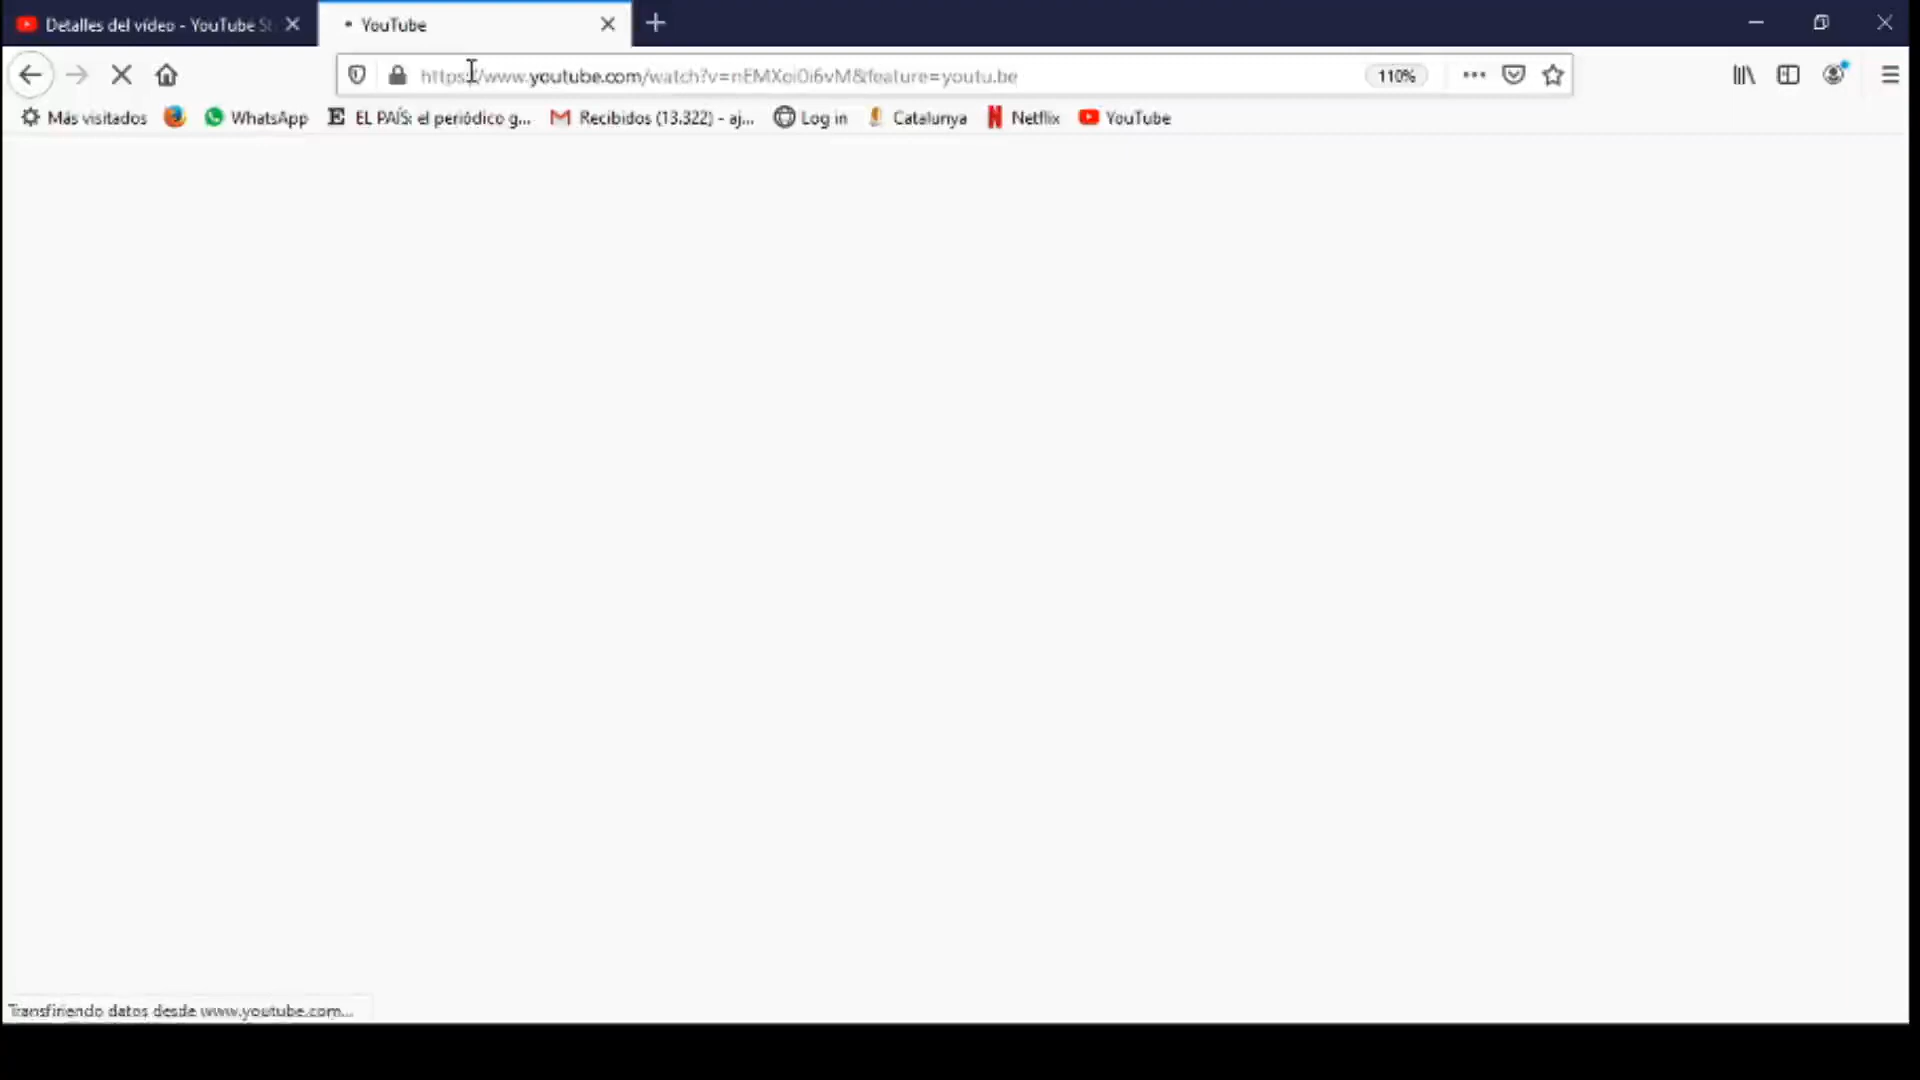 Detalles del vídeo - YouTube St
YouTube
https://www.youtube.com/watch?v=nEMXoi0i6vM&feature=youtu.be
110%
Más visitados
WhatsApp
EL PAÍS: el periódico g...
Recibidos (13.322) - aj...
Log in
Catalunya
Netflix
YouTube
Transfiriendo datos desde www.youtube.com...